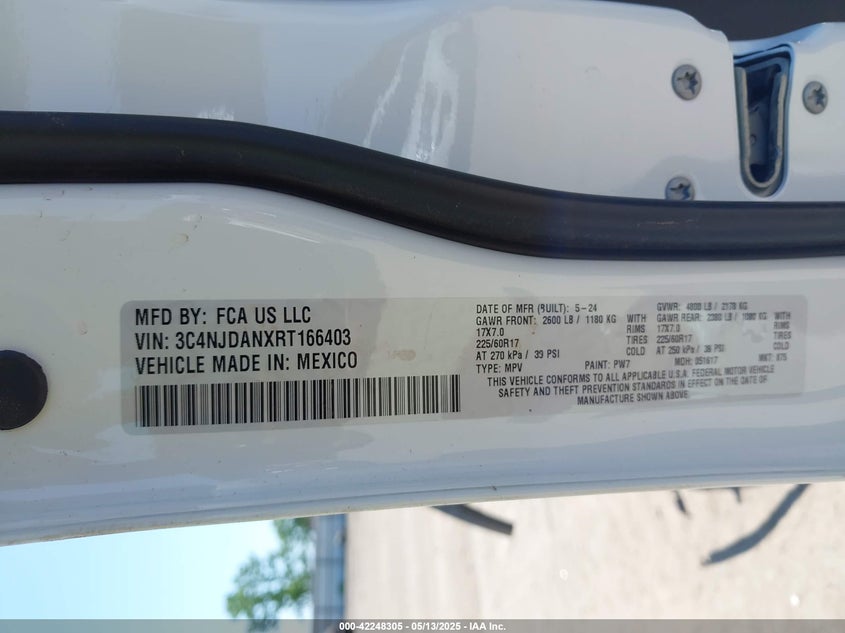 MFD BY: FCA US LLC
VIN: 3C4NJDANXRT166403
VEHICLE MADE IN: MEXICO
DATE OF MFR (BUILT): 5-24 GVWR: 4800 LB / 2178 KG
GAWR FRONT: 2600 LB / 1180 KG WITH GAWR REAR: 2380 LB / 1080 KG WITH
17X7.0 RIMS 17X7.0 RIMS
225/60R17 TIRES 225/60R17 TIRES
AT 270 kPa / 39 PSI COLD AT 250 kPa / 36 PSI COLD
TYPE: MPV PAINT: PW7 MDH: 051617 MKT: X75
THIS VEHICLE CONFORMS TO ALL APPLICABLE U.S.A. FEDERAL MOTOR VEHICLE
SAFETY AND THEFT PREVENTION STANDARDS IN EFFECT ON THE DATE OF
MANUFACTURE SHOWN ABOVE.
000-42248305 - 05/13/2025 - IAA Inc.